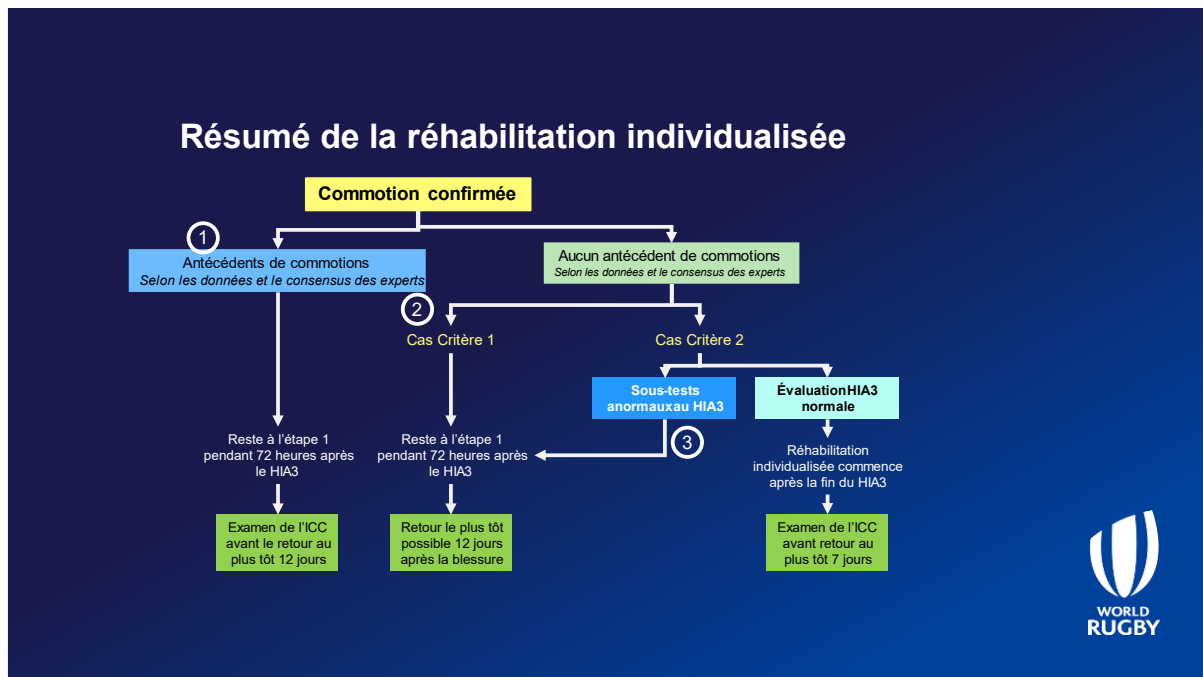 Résumé de la réhabilitation individualisée
Commotion confirmée
1
Antécédents de commotions
Selon les données et le consensus des experts
Aucun antécédent de commotions
Selon les données et le consensus des experts
2
Cas Critère 1
Cas Critère 2
Sous-tests
anormauxau HIA3
ÉvaluationHIA3
normale
3
Reste à l'étape 1
pendant 72 heures après
le HIA3
Reste à l'étape 1
pendant 72 heures après
le HIA3
Réhabilitation
individualisée commence
après la fin du HIA3
Examen de l'ICC
avant le retour au
plus tôt 12 jours
Retour le plus tôt
possible 12 jours
après la blessure
Examen de l'ICC
avant retour au
plus tôt 7 jours
WORLD
RUGBY